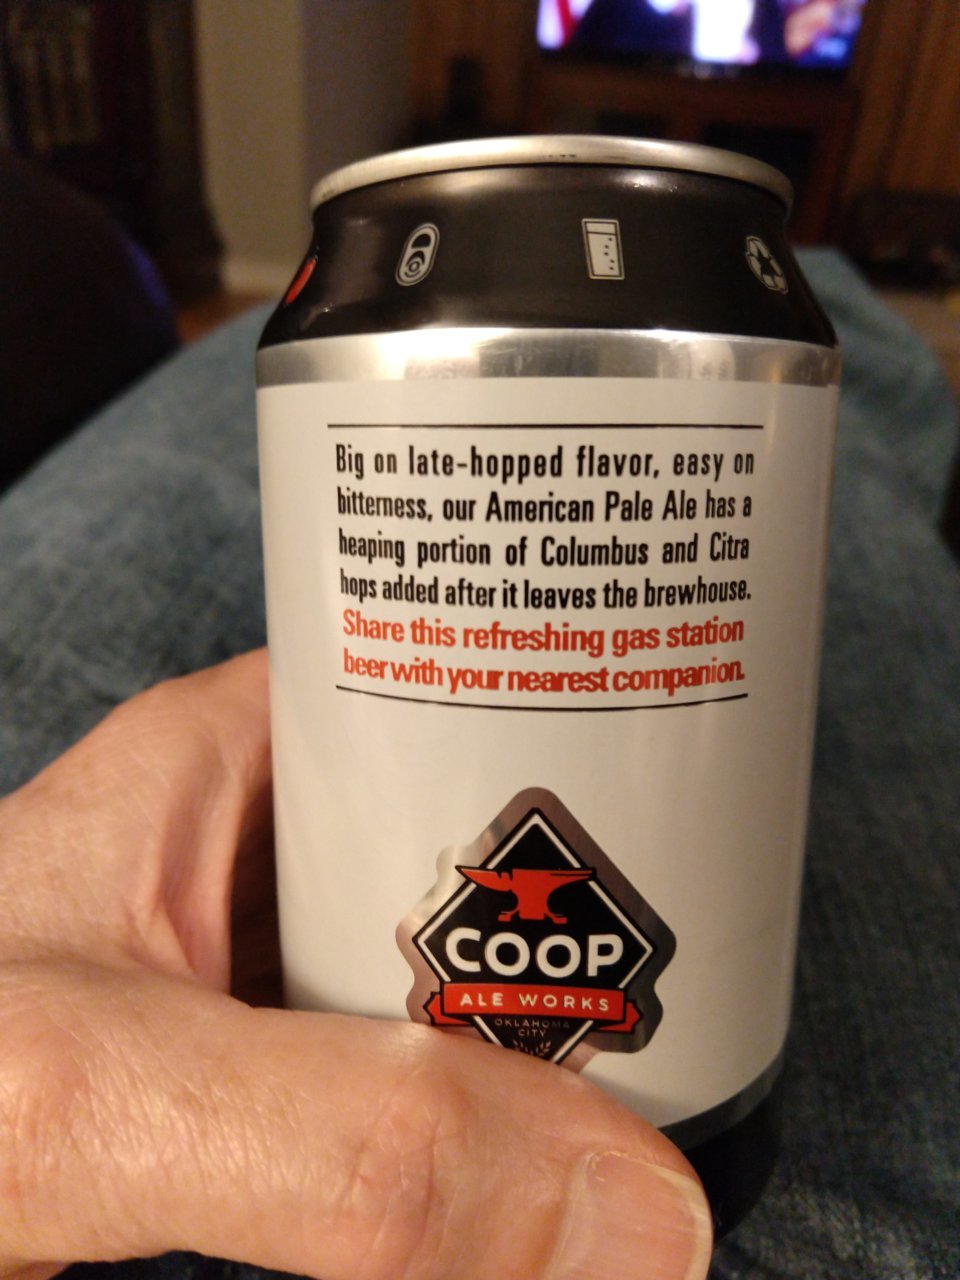 Big on late-hopped flavor, easy on
bitterness, our American Pale Ale has a
heaping portion of Columbus and Citra
hops added after it leaves the brewhouse.
Share this refreshing gas station
beer with your nearest companion.
COOP
ALE WORKS
OKLAHOMA
CITY